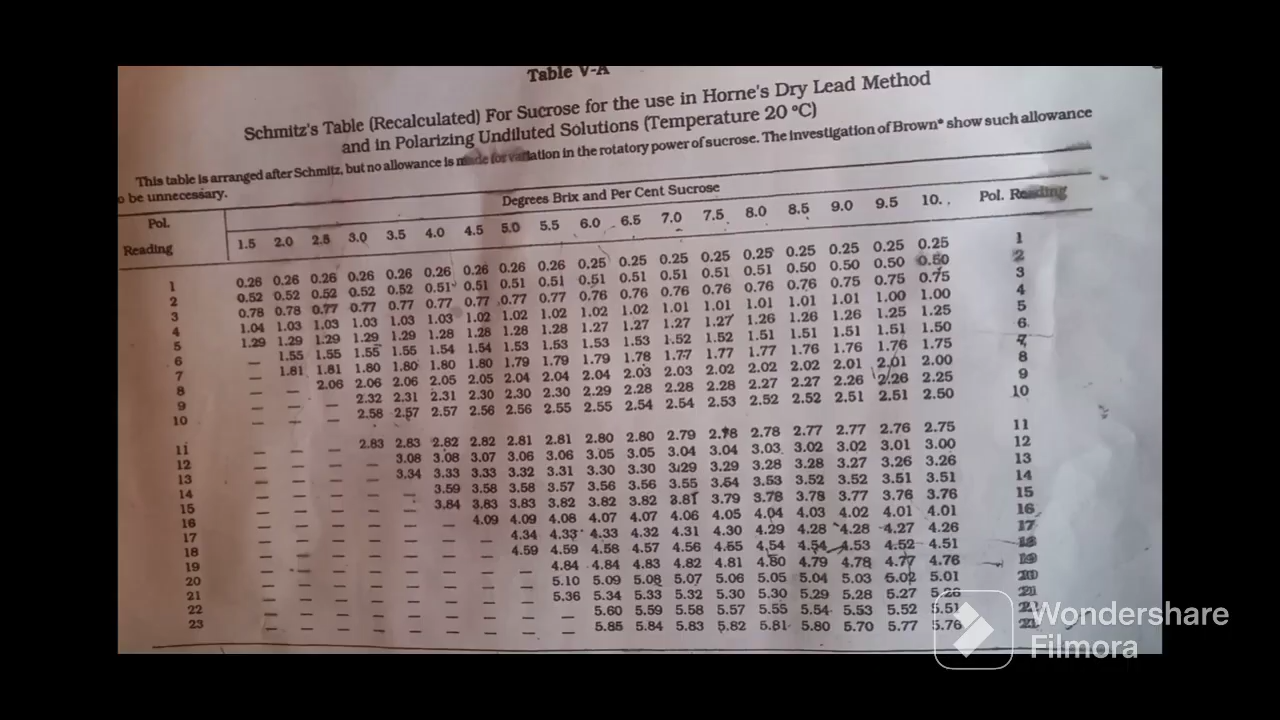 Table V-A
Schmitz's Table (Recalculated) For Sucrose for the use in Horne's Dry Lead Method
and in Polarizing Undiluted Solutions (Temperature 20 °C)
This table is arranged after Schmitz, but no allowance is made for variation in the rotatory power of sucrose. The investigation of Brown* show such allowance
o be unnecessary.
Pol. Reading Degrees Brix and Per Cent Sucrose Pol. Reading
1.5 2.0 2.5 3.0 3.5 4.0 4.5 5.0 5.5 6.0 6.5 7.0 7.5 8.0 8.5 9.0 9.5 10.
1 0.26 0.26 0.26 0.26 0.26 0.26 0.26 0.26 0.26 0.25 0.25 0.25 0.25 0.25 0.25 0.25 0.25 0.25 1
2 0.52 0.52 0.52 0.52 0.52 0.51 0.51 0.51 0.51 0.51 0.51 0.51 0.51 0.51 0.50 0.50 0.50 0.50 2
3 0.78 0.78 0.77 0.77 0.77 0.77 0.77 0.77 0.77 0.76 0.76 0.76 0.76 0.76 0.76 0.75 0.75 0.75 3
4 1.04 1.03 1.03 1.03 1.03 1.03 1.02 1.02 1.02 1.02 1.02 1.01 1.01 1.01 1.01 1.01 1.00 1.00 4
5 1.29 1.29 1.29 1.29 1.29 1.28 1.28 1.28 1.28 1.27 1.27 1.27 1.27 1.26 1.26 1.26 1.25 1.25 5
6 — 1.55 1.55 1.55 1.55 1.54 1.54 1.53 1.53 1.53 1.53 1.52 1.52 1.51 1.51 1.51 1.51 1.50 6
7 — 1.81 1.81 1.80 1.80 1.80 1.80 1.79 1.79 1.79 1.78 1.77 1.77 1.77 1.76 1.76 1.76 1.75 7
8 — — 2.06 2.06 2.06 2.05 2.05 2.04 2.04 2.04 2.03 2.03 2.02 2.02 2.02 2.01 2.01 2.00 8
9 — — — 2.32 2.31 2.31 2.30 2.30 2.30 2.29 2.28 2.28 2.28 2.27 2.27 2.26 2.26 2.25 9
10 — — — 2.58 2.57 2.57 2.56 2.56 2.55 2.55 2.54 2.54 2.53 2.52 2.52 2.51 2.51 2.50 10
11 — — — 2.83 2.83 2.82 2.82 2.81 2.81 2.80 2.80 2.79 2.78 2.78 2.77 2.77 2.76 2.75 11
12 — — — — 3.08 3.08 3.07 3.06 3.06 3.05 3.05 3.04 3.04 3.03 3.02 3.02 3.01 3.00 12
13 — — — — 3.34 3.33 3.33 3.32 3.31 3.30 3.30 3.29 3.29 3.28 3.28 3.27 3.26 3.26 13
14 — — — — — 3.59 3.58 3.58 3.57 3.56 3.56 3.55 3.54 3.53 3.52 3.52 3.51 3.51 14
15 — — — — — 3.84 3.83 3.83 3.82 3.82 3.82 3.81 3.79 3.78 3.78 3.77 3.76 3.76 15
16 — — — — — — 4.09 4.09 4.08 4.07 4.07 4.06 4.05 4.04 4.03 4.02 4.01 4.01 16
17 — — — — — — — 4.34 4.33 4.33 4.32 4.31 4.30 4.29 4.28 4.28 4.27 4.26 17
18 — — — — — — — 4.59 4.59 4.58 4.57 4.56 4.55 4.54 4.54 4.53 4.52 4.51 18
19 — — — — — — — — 4.84 4.84 4.83 4.82 4.81 4.80 4.79 4.78 4.77 4.76 19
20 — — — — — — — — 5.10 5.09 5.08 5.07 5.06 5.05 5.04 5.03 5.02 5.01 20
21 — — — — — — — — 5.36 5.34 5.33 5.32 5.30 5.30 5.29 5.28 5.27 5.26 21
22 — — — — — — — — — 5.60 5.59 5.58 5.57 5.55 5.54 5.53 5.52 5.51
23 — — — — — — — — — 5.85 5.84 5.83 5.82 5.81 5.80 5.70 5.77 5.76
Wondershare
Filmora